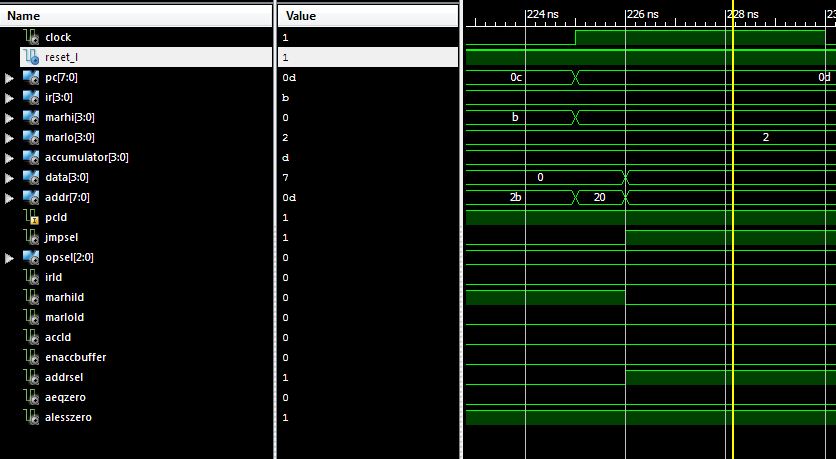 Name Value 224 ns 226 ns 228 ns 23
clock 1
reset_l 1
pc[7:0] 0d 0c 0d
ir[3:0] b
marhi[3:0] 0 b
marlo[3:0] 2 2
accumulator[3:0] d
data[3:0] 7 0
addr[7:0] 0d 2b 20
pcld 1
jmpsel 1
opsel[2:0] 0
irld 0
marhild 0
marlold 0
accld 0
enaccbuffer 0
addrsel 1
aeqzero 0
alesszero 1